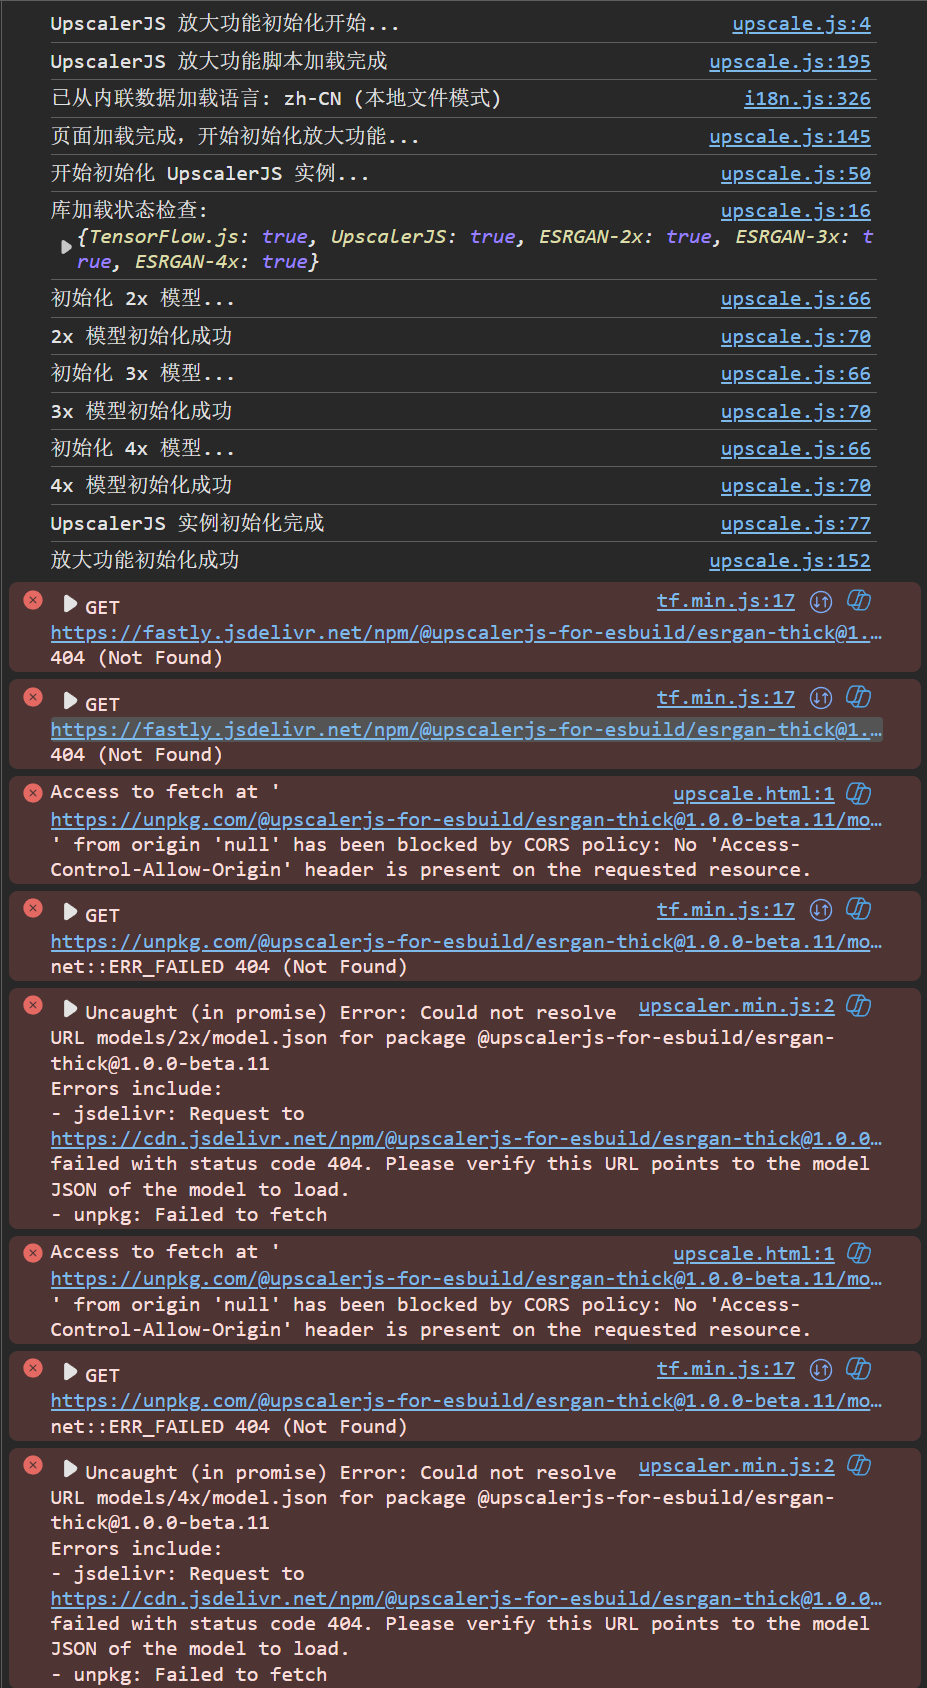 UpscalerJS 放大功能初始化开始... upscale.js:4
UpscalerJS 放大功能脚本加载完成 upscale.js:195
已从内联数据加载语言: zh-CN (本地文件模式) i18n.js:326
页面加载完成，开始初始化放大功能... upscale.js:145
开始初始化 UpscalerJS 实例... upscale.js:50
库加载状态检查: upscale.js:16
{TensorFlow.js: true, UpscalerJS: true, ESRGAN-2x: true, ESRGAN-3x: t
rue, ESRGAN-4x: true}
初始化 2x 模型... upscale.js:66
2x 模型初始化成功 upscale.js:70
初始化 3x 模型... upscale.js:66
3x 模型初始化成功 upscale.js:70
初始化 4x 模型... upscale.js:66
4x 模型初始化成功 upscale.js:70
UpscalerJS 实例初始化完成 upscale.js:77
放大功能初始化成功 upscale.js:152
GET tf.min.js:17
https://fastly.jsdelivr.net/npm/@upscalerjs-for-esbuild/esrgan-thick@1.…
404 (Not Found)
GET tf.min.js:17
https://fastly.jsdelivr.net/npm/@upscalerjs-for-esbuild/esrgan-thick@1.…
404 (Not Found)
Access to fetch at ' upscale.html:1
https://unpkg.com/@upscalerjs-for-esbuild/esrgan-thick@1.0.0-beta.11/mo…
' from origin 'null' has been blocked by CORS policy: No 'Access-
Control-Allow-Origin' header is present on the requested resource.
GET tf.min.js:17
https://unpkg.com/@upscalerjs-for-esbuild/esrgan-thick@1.0.0-beta.11/mo…
net::ERR_FAILED 404 (Not Found)
Uncaught (in promise) Error: Could not resolve upscaler.min.js:2
URL models/2x/model.json for package @upscalerjs-for-esbuild/esrgan-
thick@1.0.0-beta.11
Errors include:
- jsdelivr: Request to
https://cdn.jsdelivr.net/npm/@upscalerjs-for-esbuild/esrgan-thick@1.0.0…
failed with status code 404. Please verify this URL points to the model
JSON of the model to load.
- unpkg: Failed to fetch
Access to fetch at ' upscale.html:1
https://unpkg.com/@upscalerjs-for-esbuild/esrgan-thick@1.0.0-beta.11/mo…
' from origin 'null' has been blocked by CORS policy: No 'Access-
Control-Allow-Origin' header is present on the requested resource.
GET tf.min.js:17
https://unpkg.com/@upscalerjs-for-esbuild/esrgan-thick@1.0.0-beta.11/mo…
net::ERR_FAILED 404 (Not Found)
Uncaught (in promise) Error: Could not resolve upscaler.min.js:2
URL models/4x/model.json for package @upscalerjs-for-esbuild/esrgan-
thick@1.0.0-beta.11
Errors include:
- jsdelivr: Request to
https://cdn.jsdelivr.net/npm/@upscalerjs-for-esbuild/esrgan-thick@1.0.0…
failed with status code 404. Please verify this URL points to the model
JSON of the model to load.
- unpkg: Failed to fetch